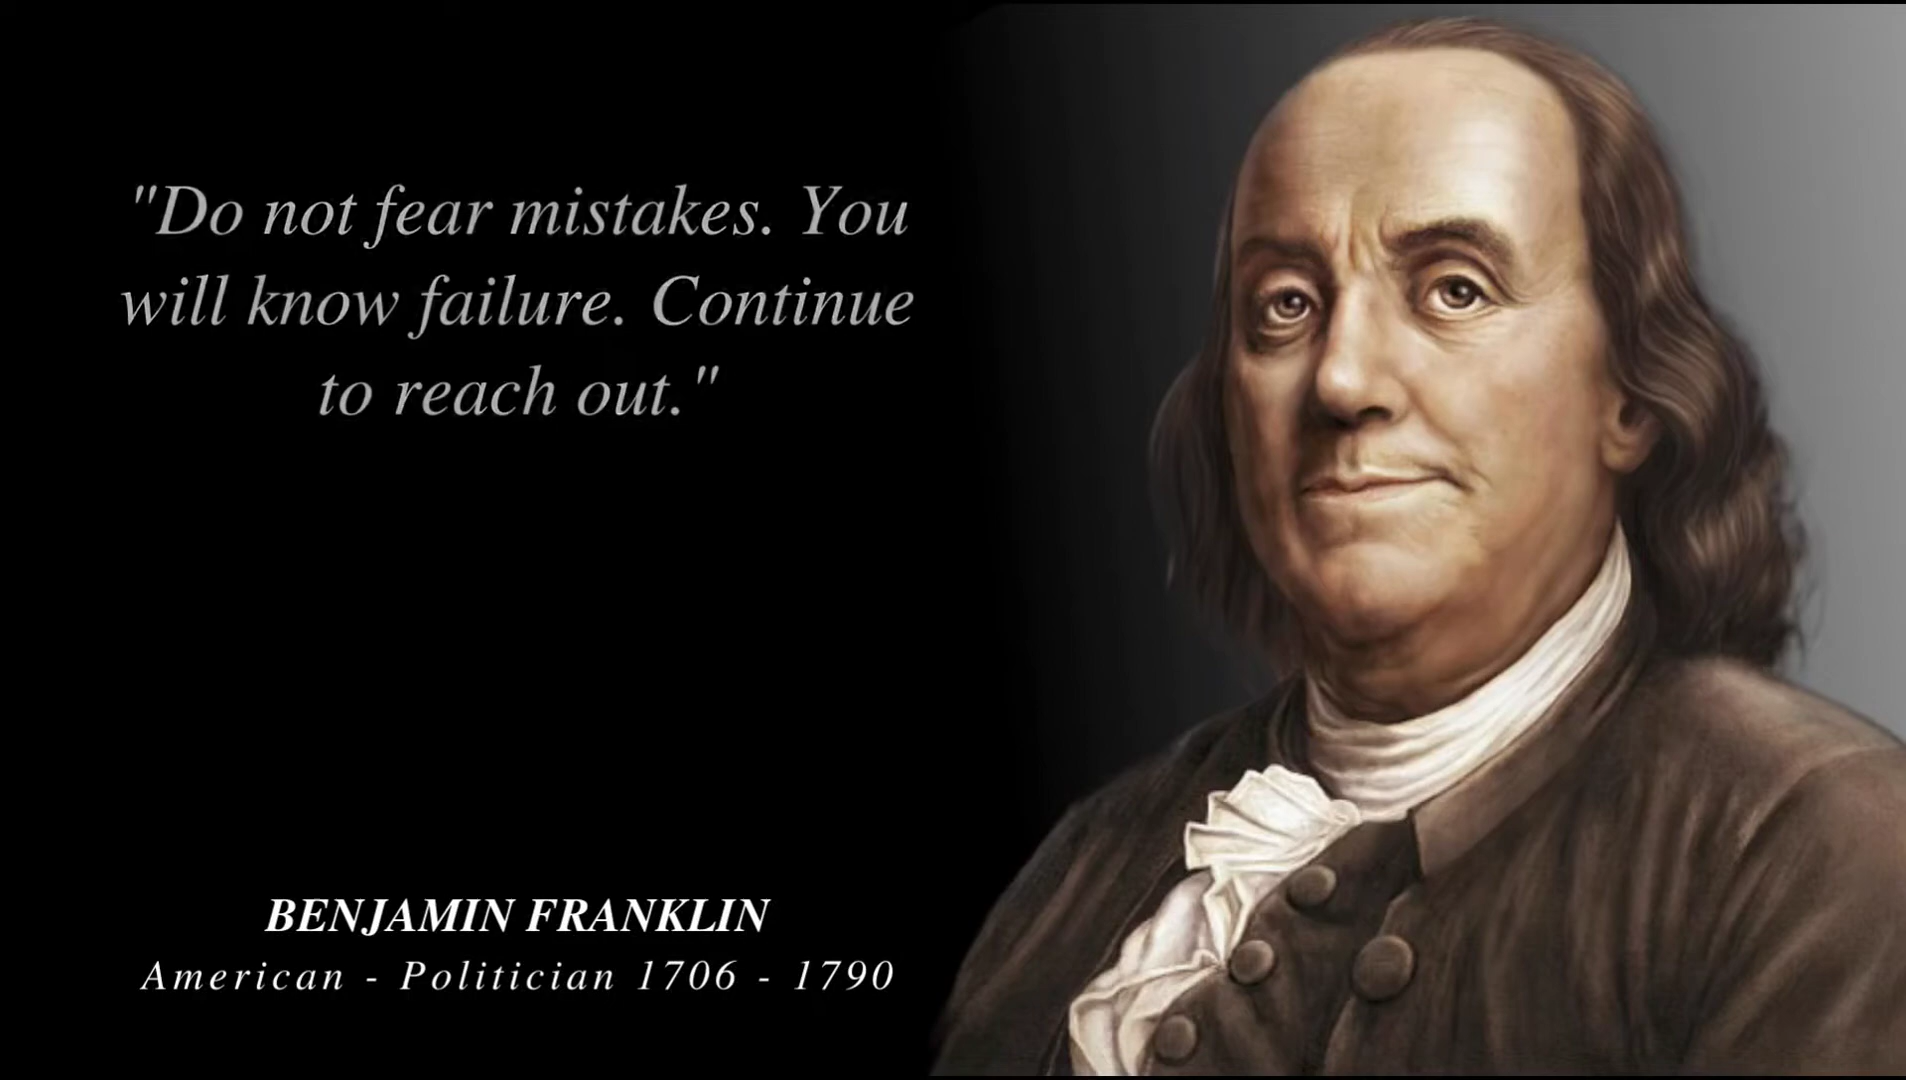 "Do not fear mistakes. You
will know failure. Continue
to reach out."
BENJAMIN FRANKLIN
American - Politician 1706 - 1790